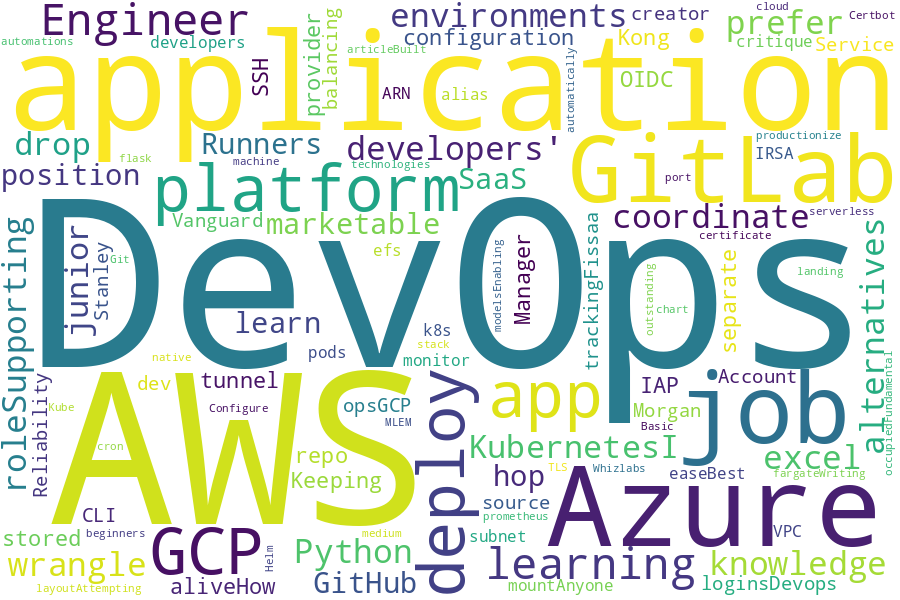 Engineer
environments
creator
cloud
Certbot
prefer
automations
developers
articleBuilt
configuration
Kong
critique
Service
application
SSH
provider
balancing
ARN
alias
OIDC
automatically
drop
Runners
developers'
GitLab
productionize
IRSA
flask
machine
technologies
port
position
platform
SaaS
Vanguard
marketable
coordinate
serverless
certificate
roleSupporting
junior
Stanley
Git
DevOps
efs
modelsEnabling
Manager
trackingFissaa
outstanding
chart
separate
landing
alternatives
learn
k8s
stack
monitor
pods
native
dev
tunnel
Reliability
Kube
AWS
Configure
opsGCP
MLEM
deploy
app
IAP
Account
Morgan
Basic
job
occupiedFundamental
cron
repo
Keeping
KubernetesI
excel
hop
TLS
Whizlabs
easeBest
fargateWriting
source
Azure
CLI
beginners
stored
GCP
Helm
medium
prometheus
subnet
VPC
wrangle
Python
learning
knowledge
layoutAttempting
aliveHow
GitHub
mountAnyone
loginsDevops